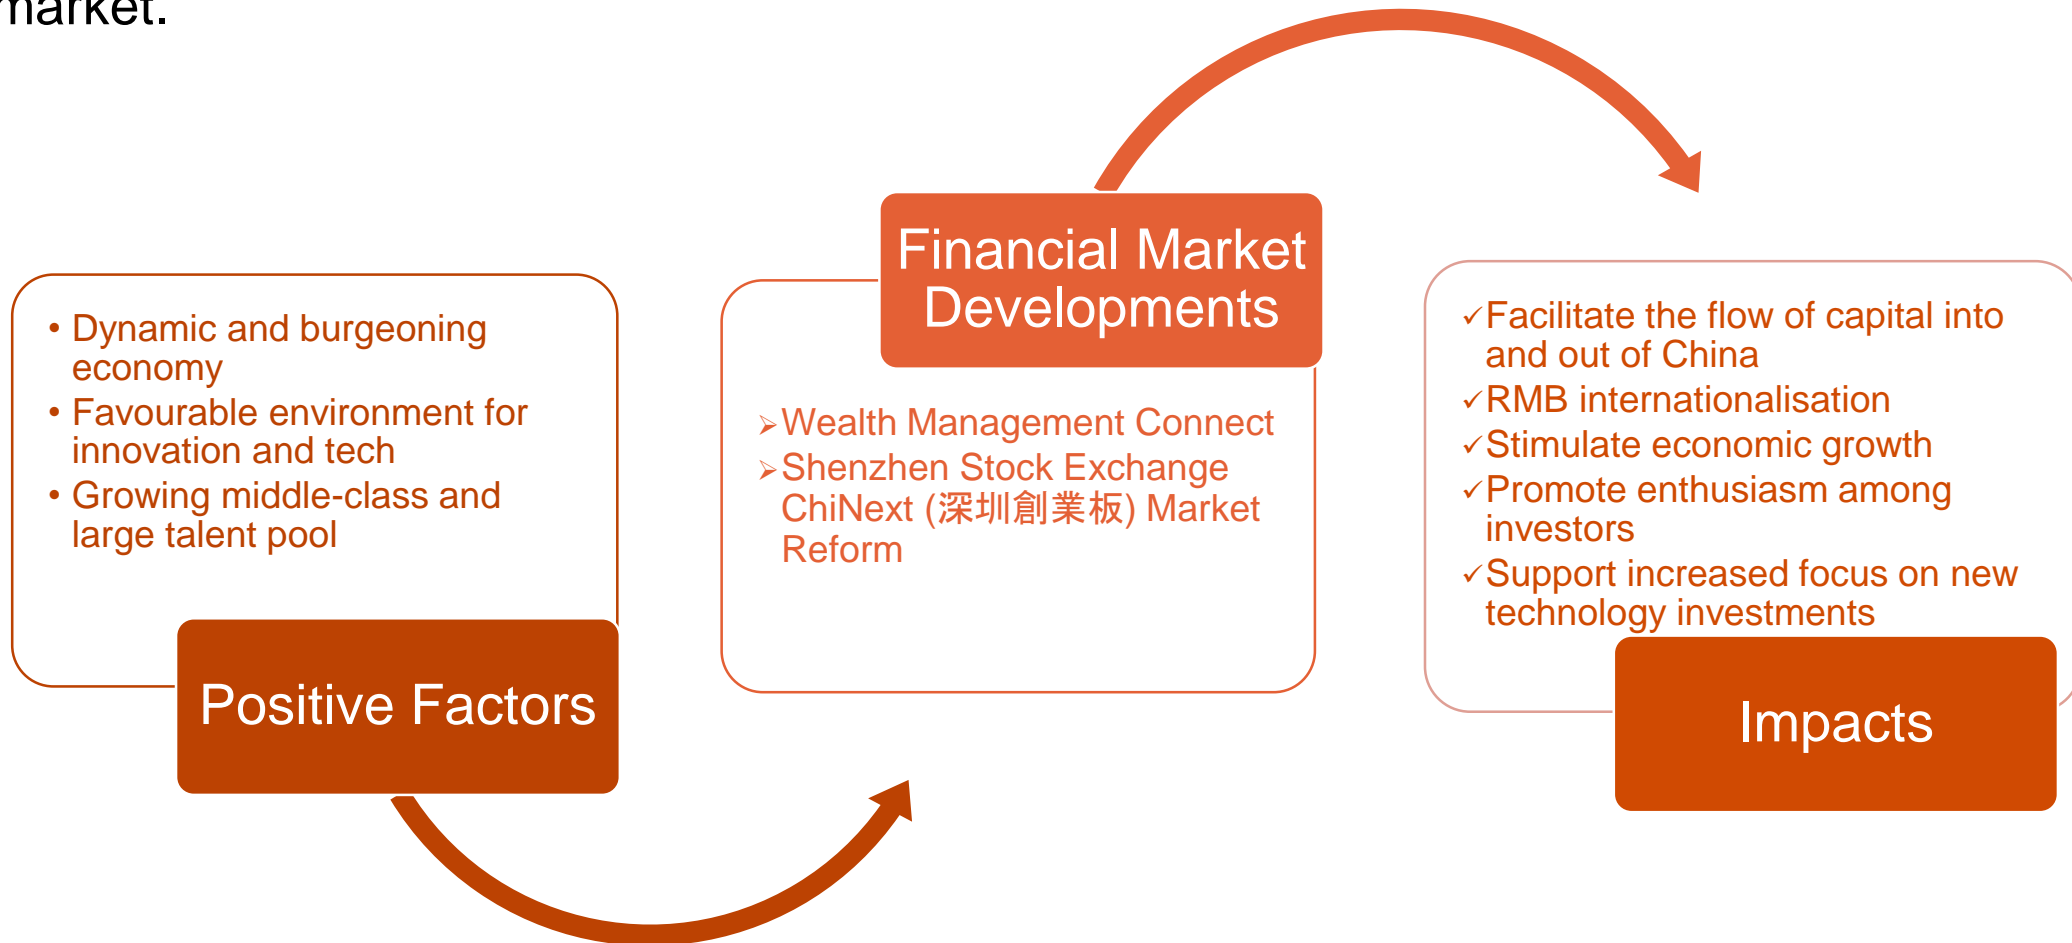 market.
• Dynamic and burgeoning
economy
• Favourable environment for
innovation and tech
• Growing middle-class and
large talent pool
Positive Factors
Financial Market
Developments
➢Wealth Management Connect
➢Shenzhen Stock Exchange
ChiNext (深圳創業板) Market
Reform
✓Facilitate the flow of capital into
and out of China
✓RMB internationalisation
✓Stimulate economic growth
✓Promote enthusiasm among
investors
✓Support increased focus on new
technology investments
Impacts